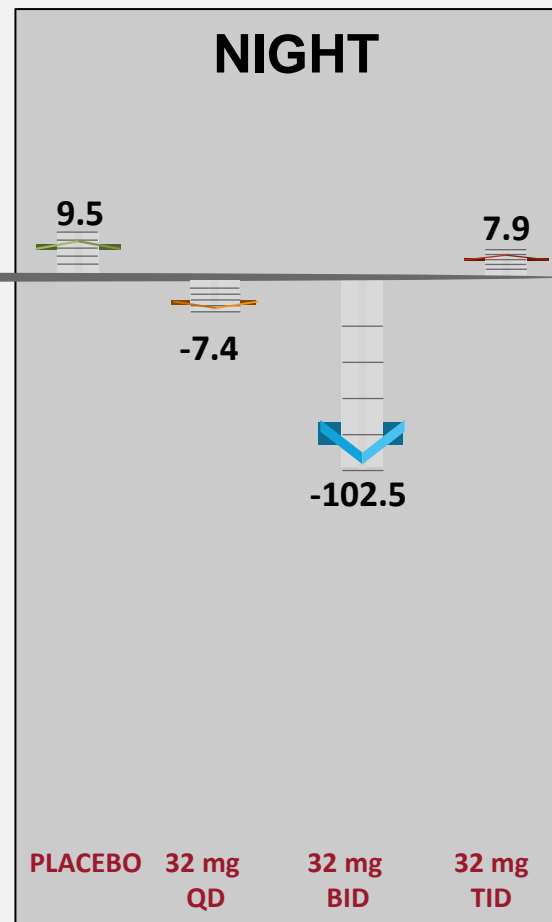 NIGHT
9.5
7.9
-7.4
-102.5
PLACEBO 32 mg 32 mg 32 mg
QD BID TID